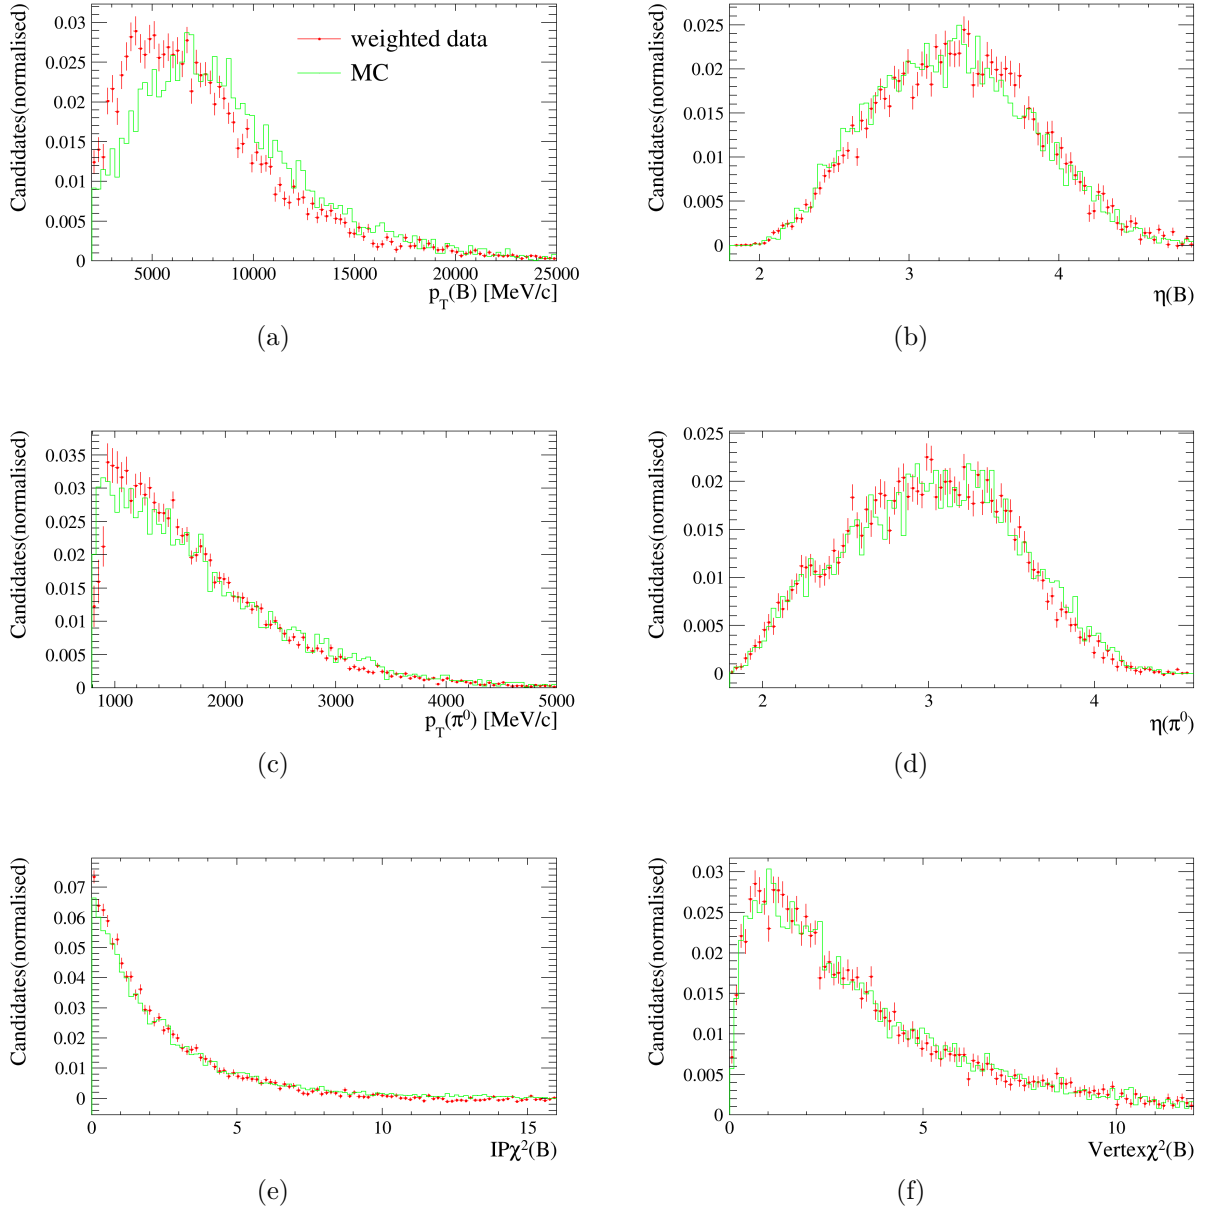 Candidates(normalised)
0.03
0.025
0.02
0.015
0.01
0.005
0
weighted data
MC
5000 10000 15000 20000 25000
p_T(B) [MeV/c]
(a)
Candidates(normalised)
0.025
0.02
0.015
0.01
0.005
0
2 3 4
η(B)
(b)
Candidates(normalised)
0.035
0.03
0.025
0.02
0.015
0.01
0.005
0
1000 2000 3000 4000 5000
p_T(π⁰) [MeV/c]
(c)
Candidates(normalised)
0.025
0.02
0.015
0.01
0.005
0
2 3 4
η(π⁰)
(d)
Candidates(normalised)
0.07
0.06
0.05
0.04
0.03
0.02
0.01
0
0 5 10 15
IPχ²(B)
(e)
Candidates(normalised)
0.03
0.025
0.02
0.015
0.01
0.005
0
0 5 10
Vertexχ²(B)
(f)